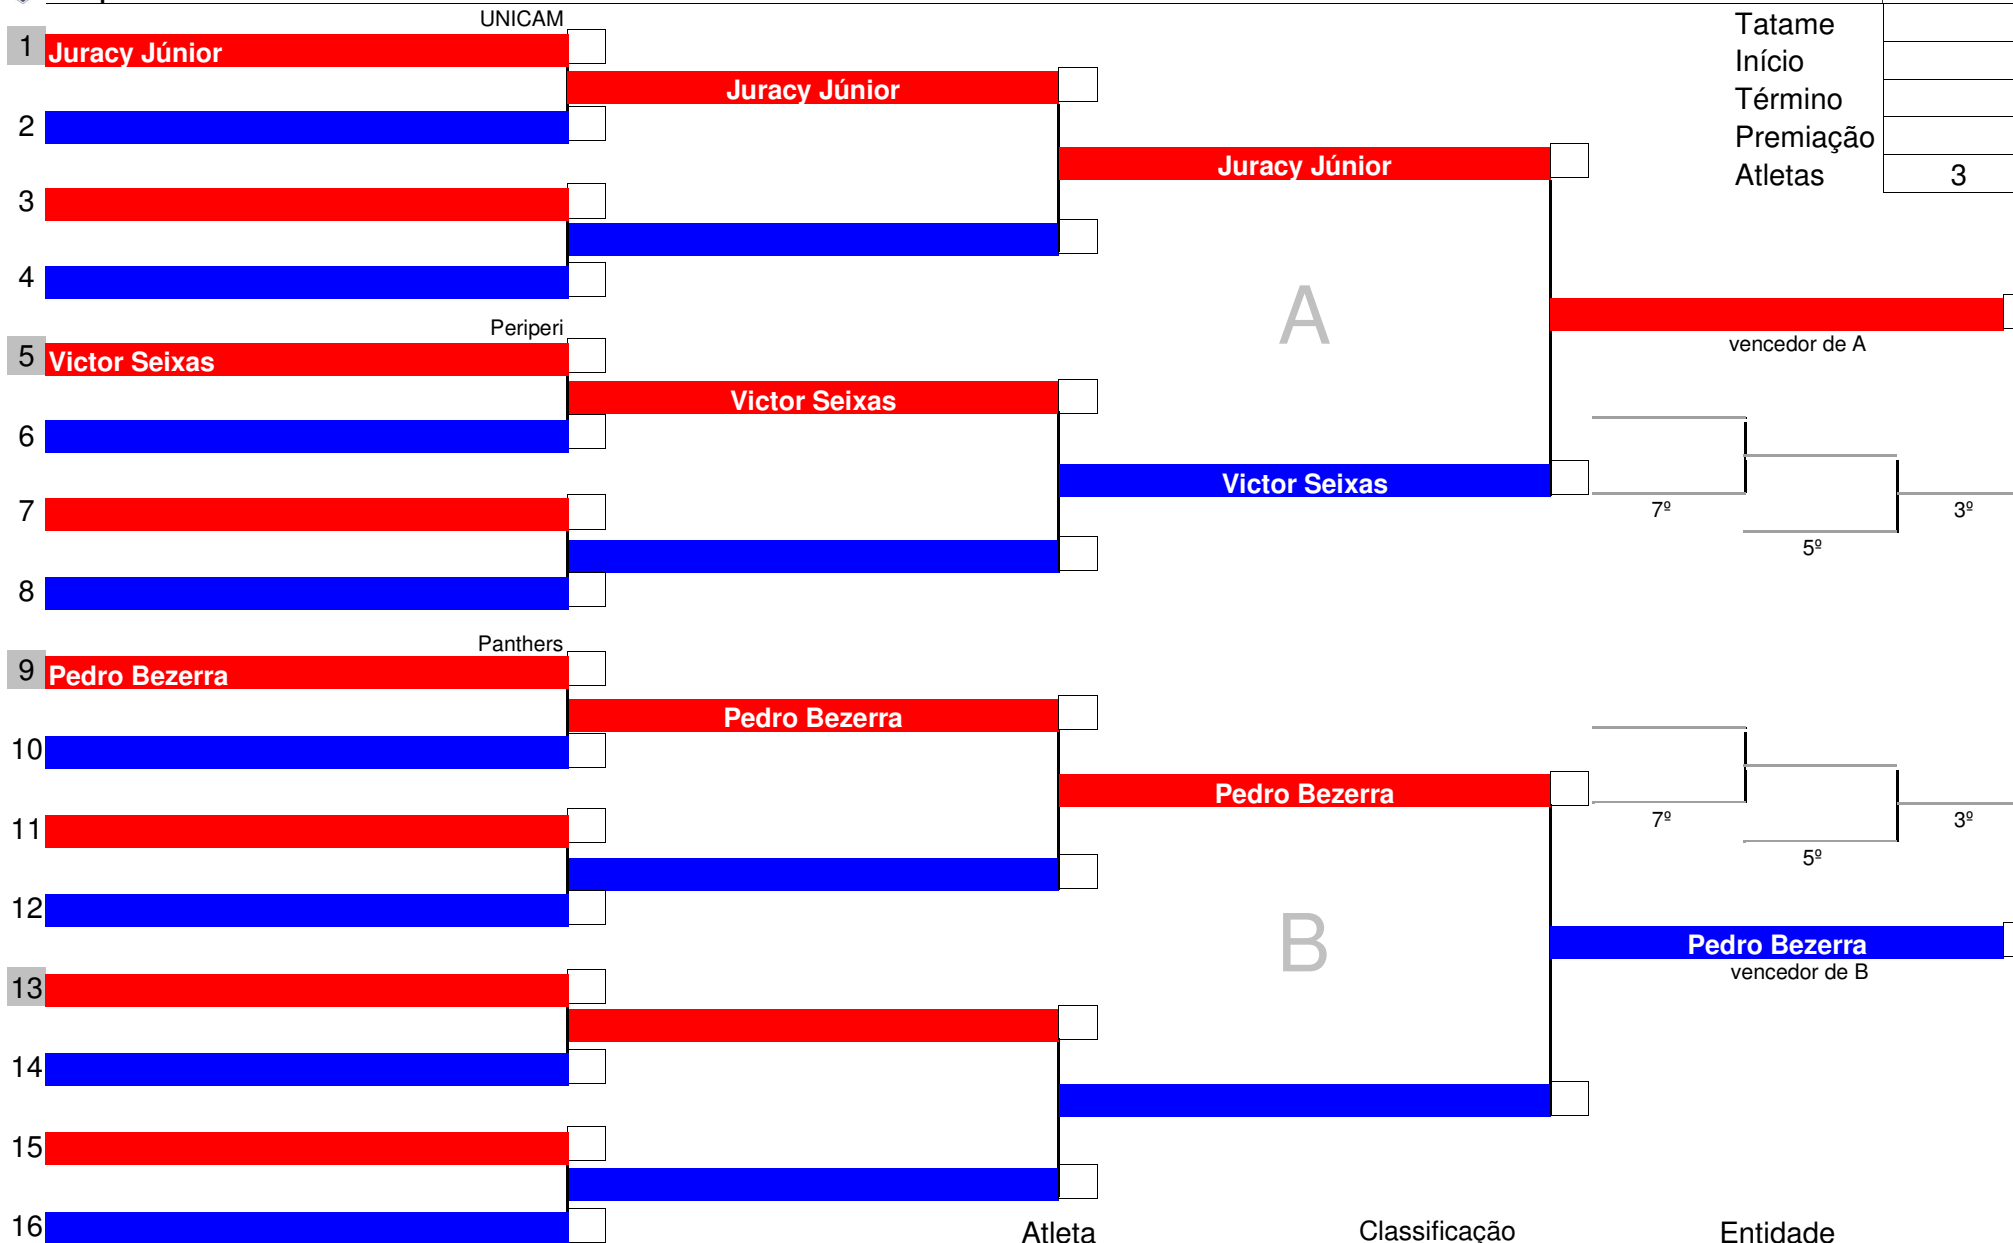 UNICAM
1 Juracy Júnior
Juracy Júnior
2
Juracy Júnior
3
4
Tatame
Início
Término
Premiação
Atletas 3
A
vencedor de A
Periperi
5 Victor Seixas
Victor Seixas
6
Victor Seixas
7
8
7º
5º
3º
Panthers
9 Pedro Bezerra
Pedro Bezerra
10
Pedro Bezerra
11
12
7º
5º
3º
B
Pedro Bezerra
vencedor de B
13
14
15
16
Atleta Classificação Entidade